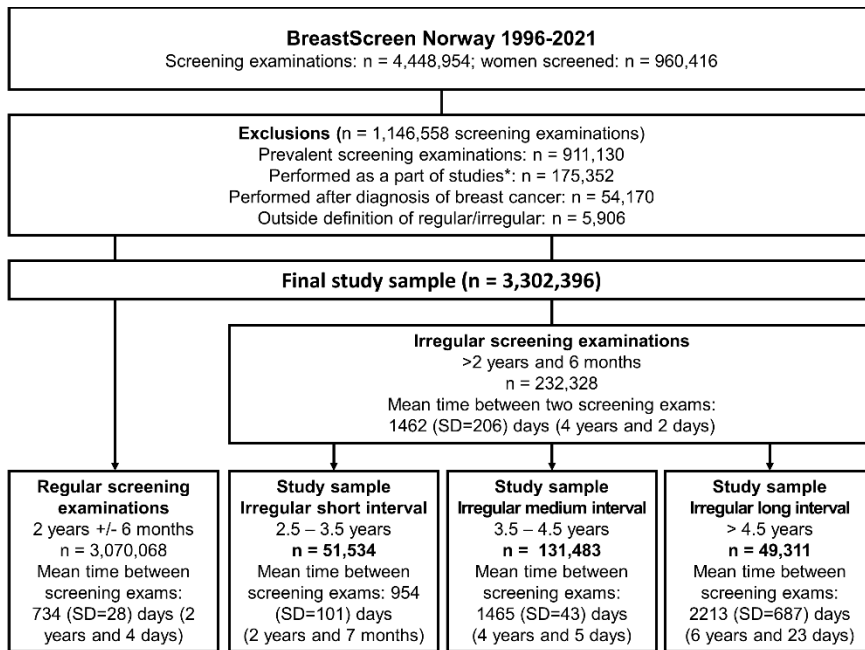 BreastScreen Norway 1996-2021
Screening examinations: n = 4,448,954; women screened: n = 960,416
Exclusions (n = 1,146,558 screening examinations)
Prevalent screening examinations: n = 911,130
Performed as a part of studies*: n = 175,352
Performed after diagnosis of breast cancer: n = 54,170
Outside definition of regular/irregular: n = 5,906
Final study sample (n = 3,302,396)
Irregular screening examinations
>2 years and 6 months
n = 232,328
Mean time between two screening exams:
1462 (SD=206) days (4 years and 2 days)
Regular screening
examinations
2 years +/- 6 months
n = 3,070,068
Mean time between
screening exams:
734 (SD=28) days (2
years and 4 days)
Study sample
Irregular short interval
2.5 – 3.5 years
n = 51,534
Mean time between
screening exams: 954
(SD=101) days
(2 years and 7 months)
Study sample
Irregular medium interval
3.5 – 4.5 years
n = 131,483
Mean time between
screening exams:
1465 (SD=43) days
(4 years and 5 days)
Study sample
Irregular long interval
> 4.5 years
n = 49,311
Mean time between
screening exams:
2213 (SD=687) days
(6 years and 23 days)